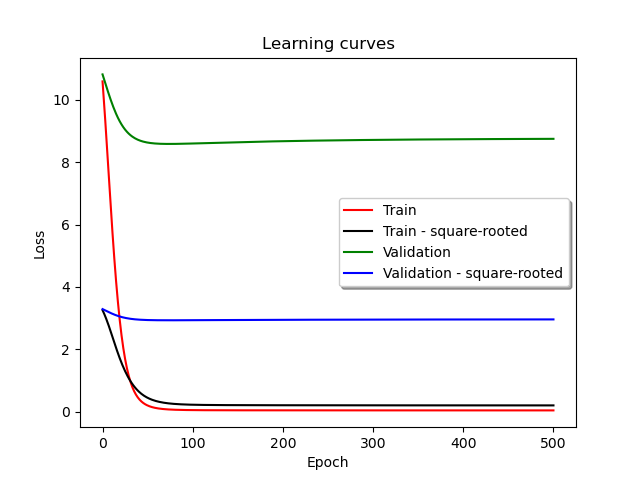 Learning curves
Loss
10
8
6
4
2
0
Train
Train - square-rooted
Validation
Validation - square-rooted
0 100 200 300 400 500
Epoch